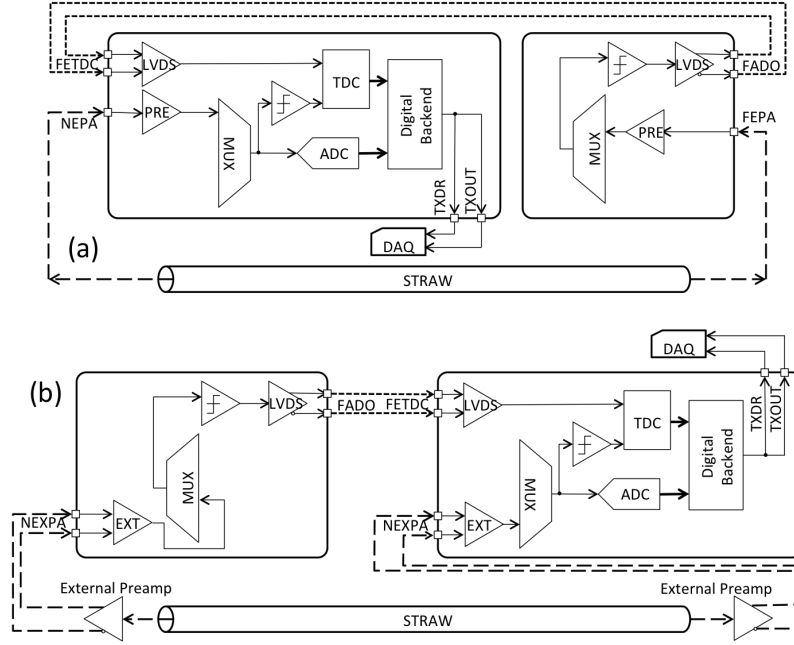 FETDC
LVDS
TDC
Digital
Backend
LVDS
FADO
NEPA
PRE
MUX
ADC
FEPA
PRE
MUX
TXDR
TXOUT
DAQ
(a)
STRAW
DAQ
(b)
LVDS
FADO
FETDC
LVDS
TDC
TXDR
TXOUT
MUX
MUX
Digital
Backend
NEXPA
EXT
NEXPA
EXT
ADC
External Preamp
External Preamp
STRAW